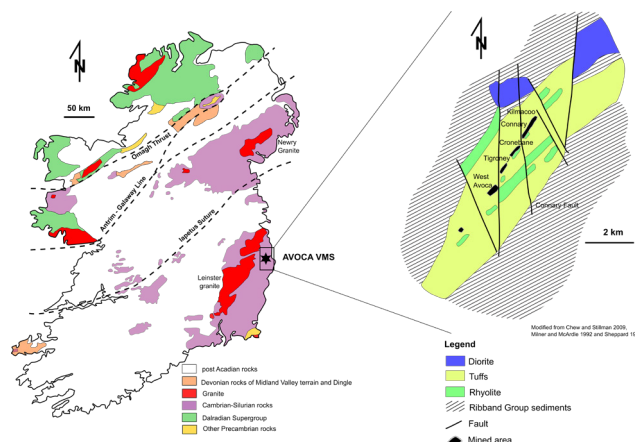 N
50 km
Omagh Thrust
Antrim - Galaway Line
Iapetus Suture
Newry
Granite
AVOCA VMS
Leinster
granite
post Acadian rocks
Devonian rocks of Midland Valley terrain and Dingle
Granite
Cambrian-Silurian rocks
Dalradian Supergroup
Other Precambrian rocks
N
Kilmacoo
Connary
Cronebane
Tigroney
West
Avoca
Connary Fault
2 km
Modified from Chew and Stillman 2009,
Milner and McArdle 1992 and Sheppard 19
Legend
Diorite
Tuffs
Rhyolite
Ribband Group sediments
Fault
Mined area